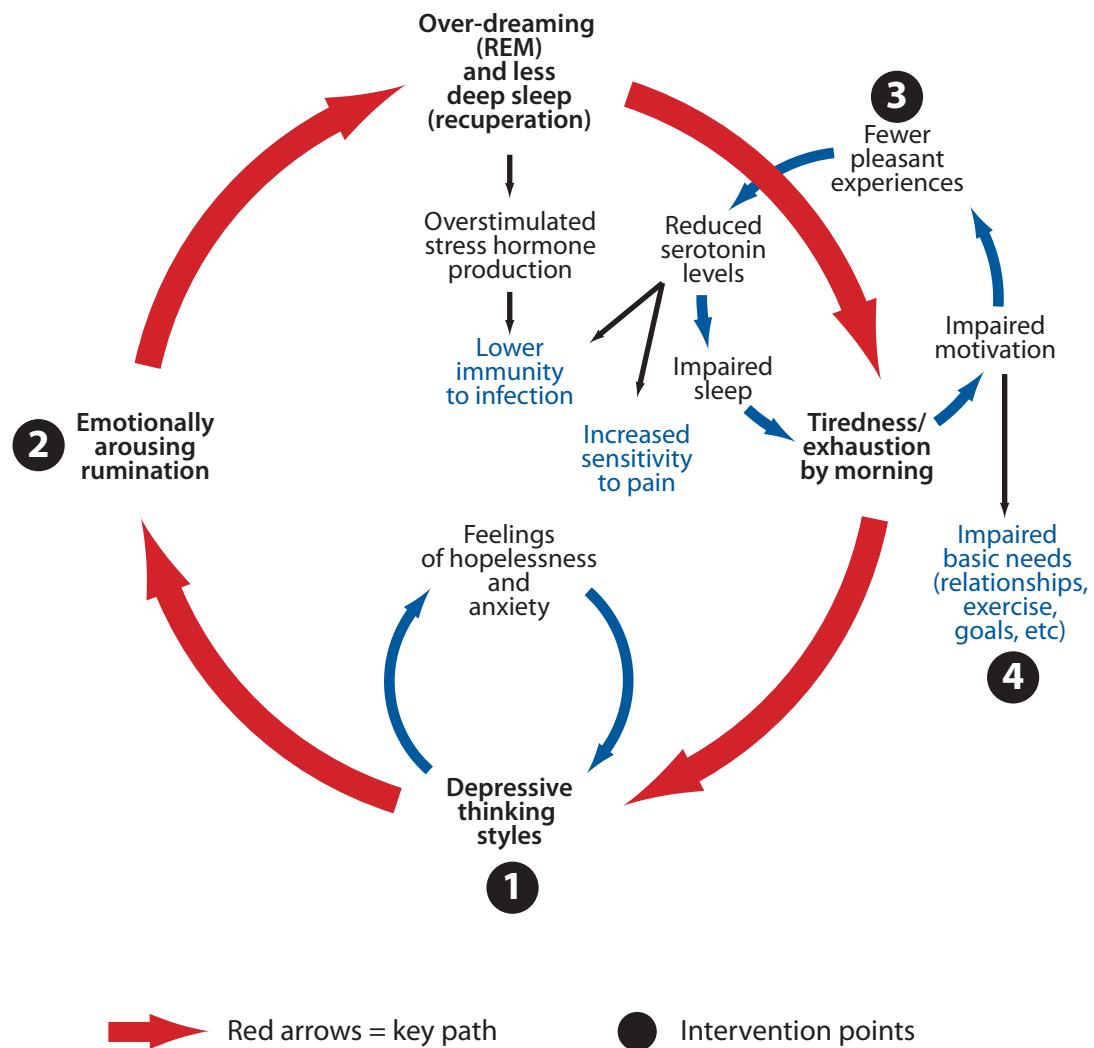 Over-dreaming
(REM)
and less
deep sleep
(recuperation)
3
Fewer
pleasant
experiences
Overstimulated
stress hormone
production
Reduced
serotonin
levels
Lower
immunity
to infection
Impaired
sleep
Impaired
motivation
2
Emotionally
arousing
rumination
Increased
sensitivity
to pain
Tiredness/
exhaustion
by morning
Feelings
of hopelessness
and
anxiety
Impaired
basic needs
(relationships,
exercise,
goals, etc)
4
Depressive
thinking
styles
1
Red arrows = key path
Intervention points